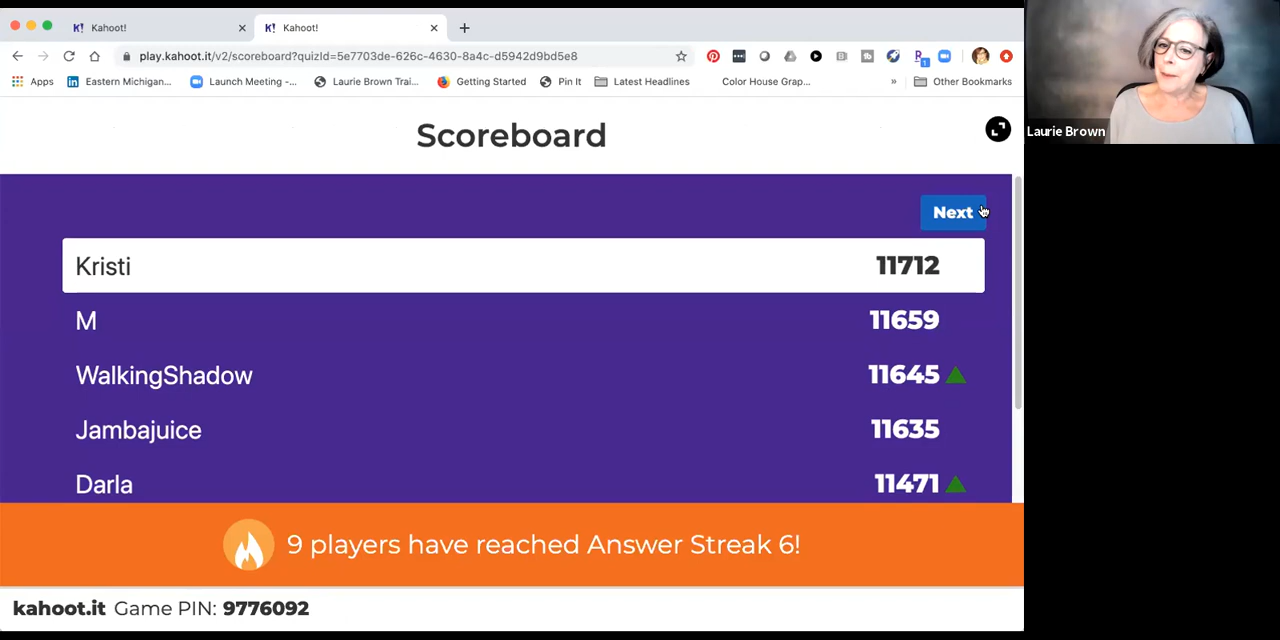 K! Kahoot!
K! Kahoot!
play.kahoot.it/v2/scoreboard?quizId=5e7703de-626c-4630-8a4c-d5942d9bd5e8
Apps
Eastern Michigan...
Launch Meeting -...
Laurie Brown Trai...
Getting Started
Pin It
Latest Headlines
Color House Grap...
»
Other Bookmarks
Laurie Brown
Scoreboard
Next
Kristi 11712
M 11659
WalkingShadow 11645
Jambajuice 11635
Darla 11471
9 players have reached Answer Streak 6!
kahoot.it Game PIN: 9776092